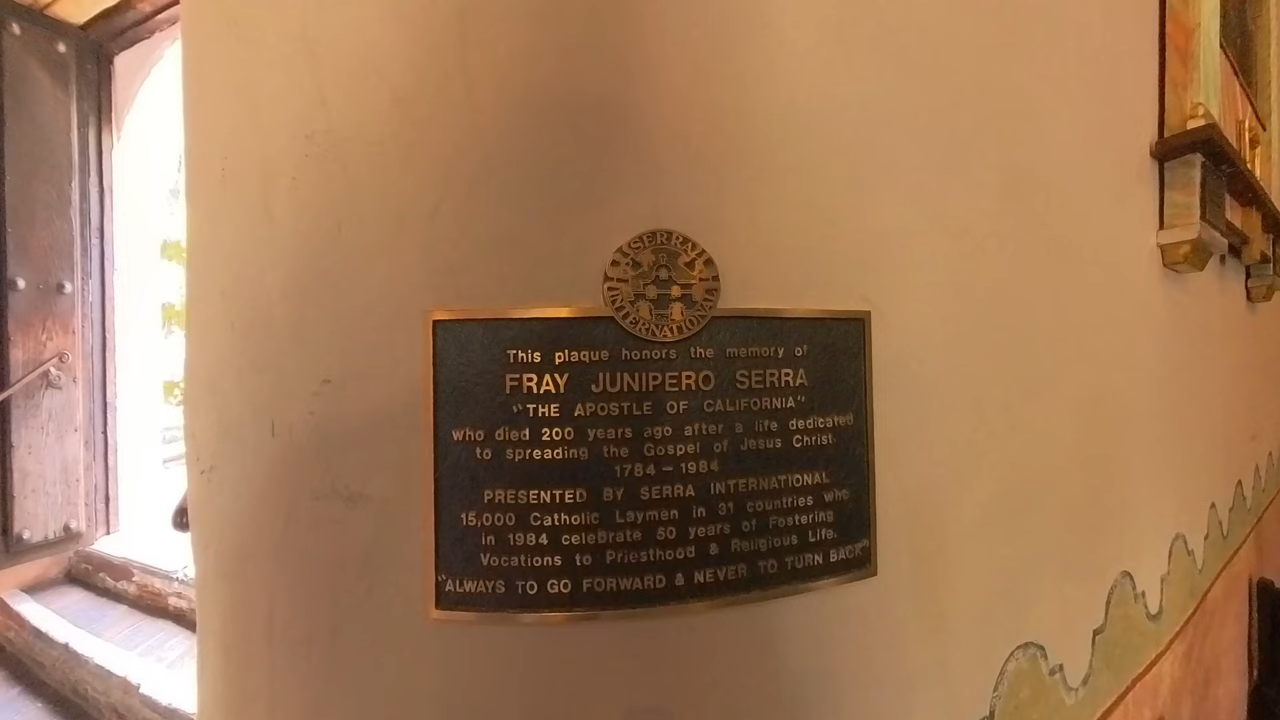 SERRA
INTERNATIONAL
This plaque honors the memory of
FRAY JUNIPERO SERRA
"THE APOSTLE OF CALIFORNIA"
who died 200 years ago after a life dedicated
to spreading the Gospel of Jesus Christ.
1784 – 1984
PRESENTED BY SERRA INTERNATIONAL
15,000 Catholic Laymen in 31 countries who
in 1984 celebrate 50 years of Fostering
Vocations to Priesthood & Religious Life.
"ALWAYS TO GO FORWARD & NEVER TO TURN BACK"